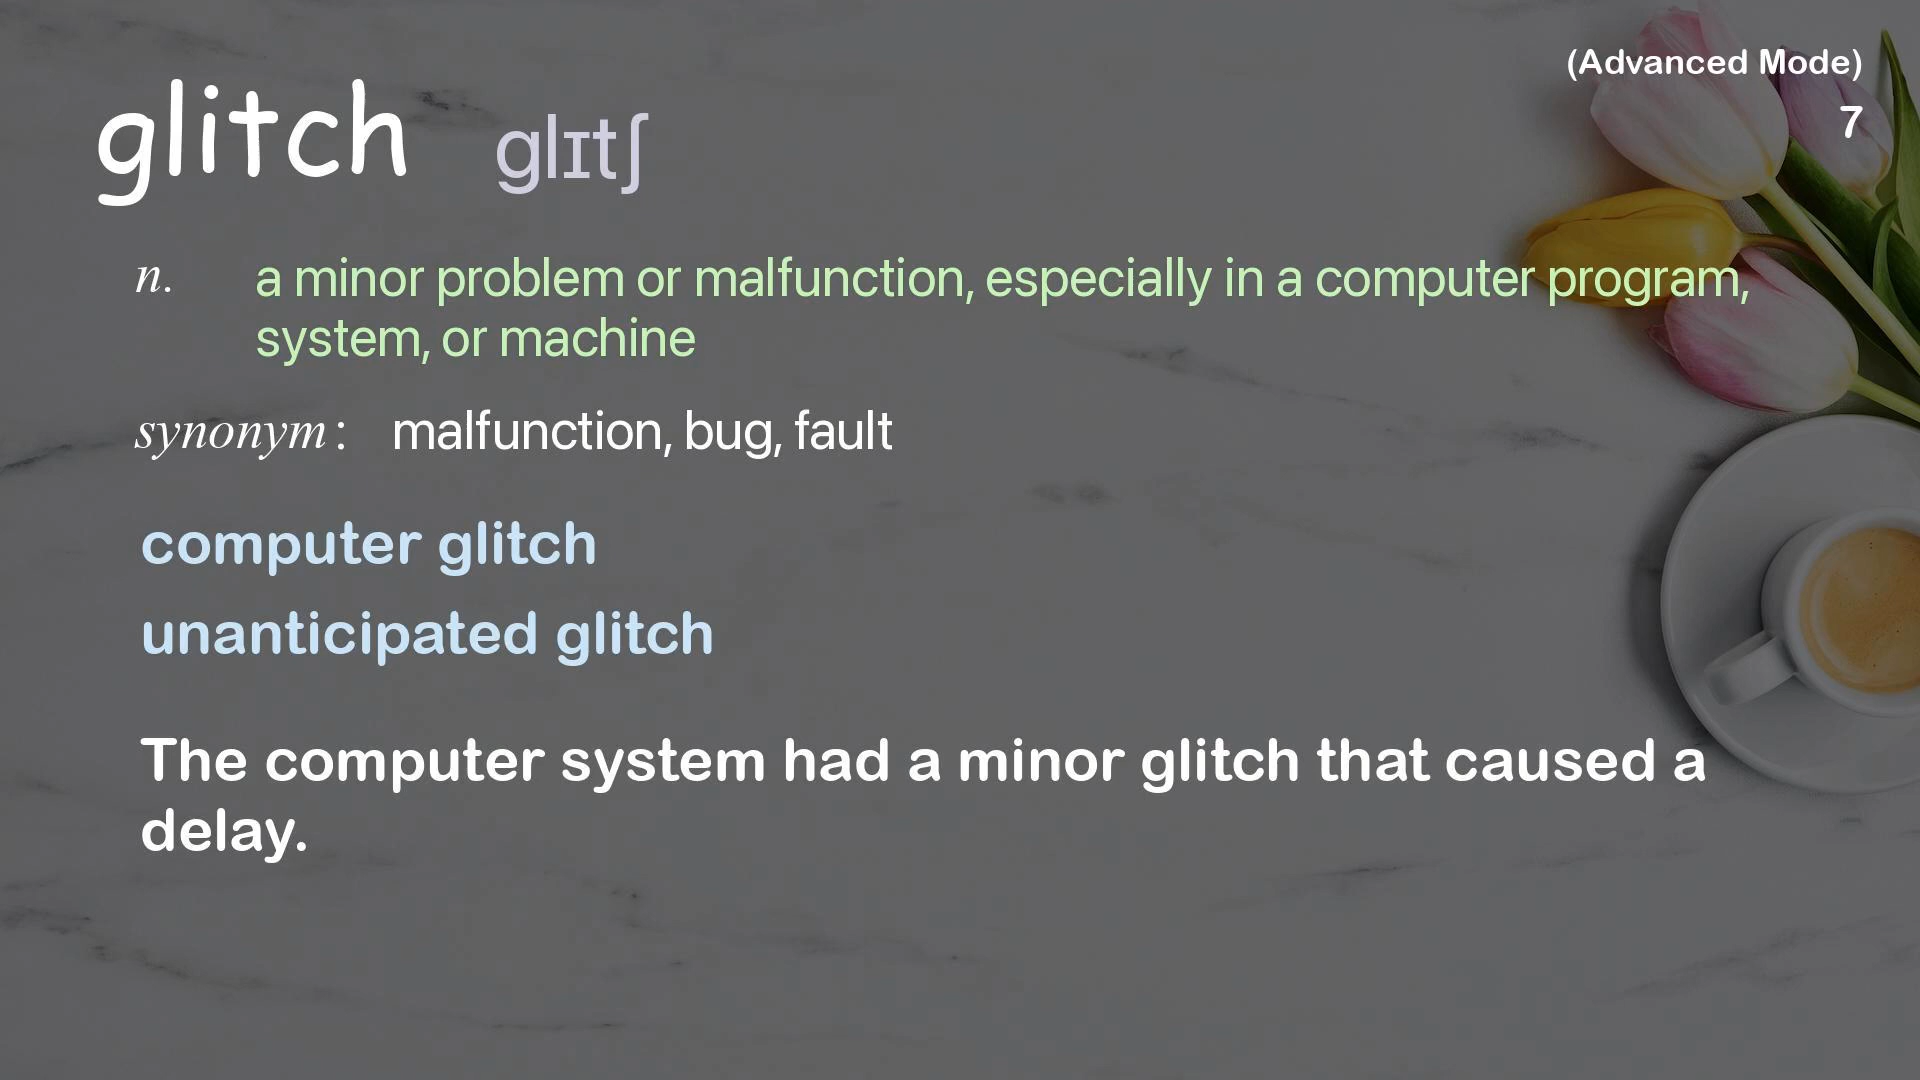 (Advanced Mode)
7
glitch glɪtʃ
n. a minor problem or malfunction, especially in a computer program,
system, or machine
synonym: malfunction, bug, fault
computer glitch
unanticipated glitch
The computer system had a minor glitch that caused a
delay.